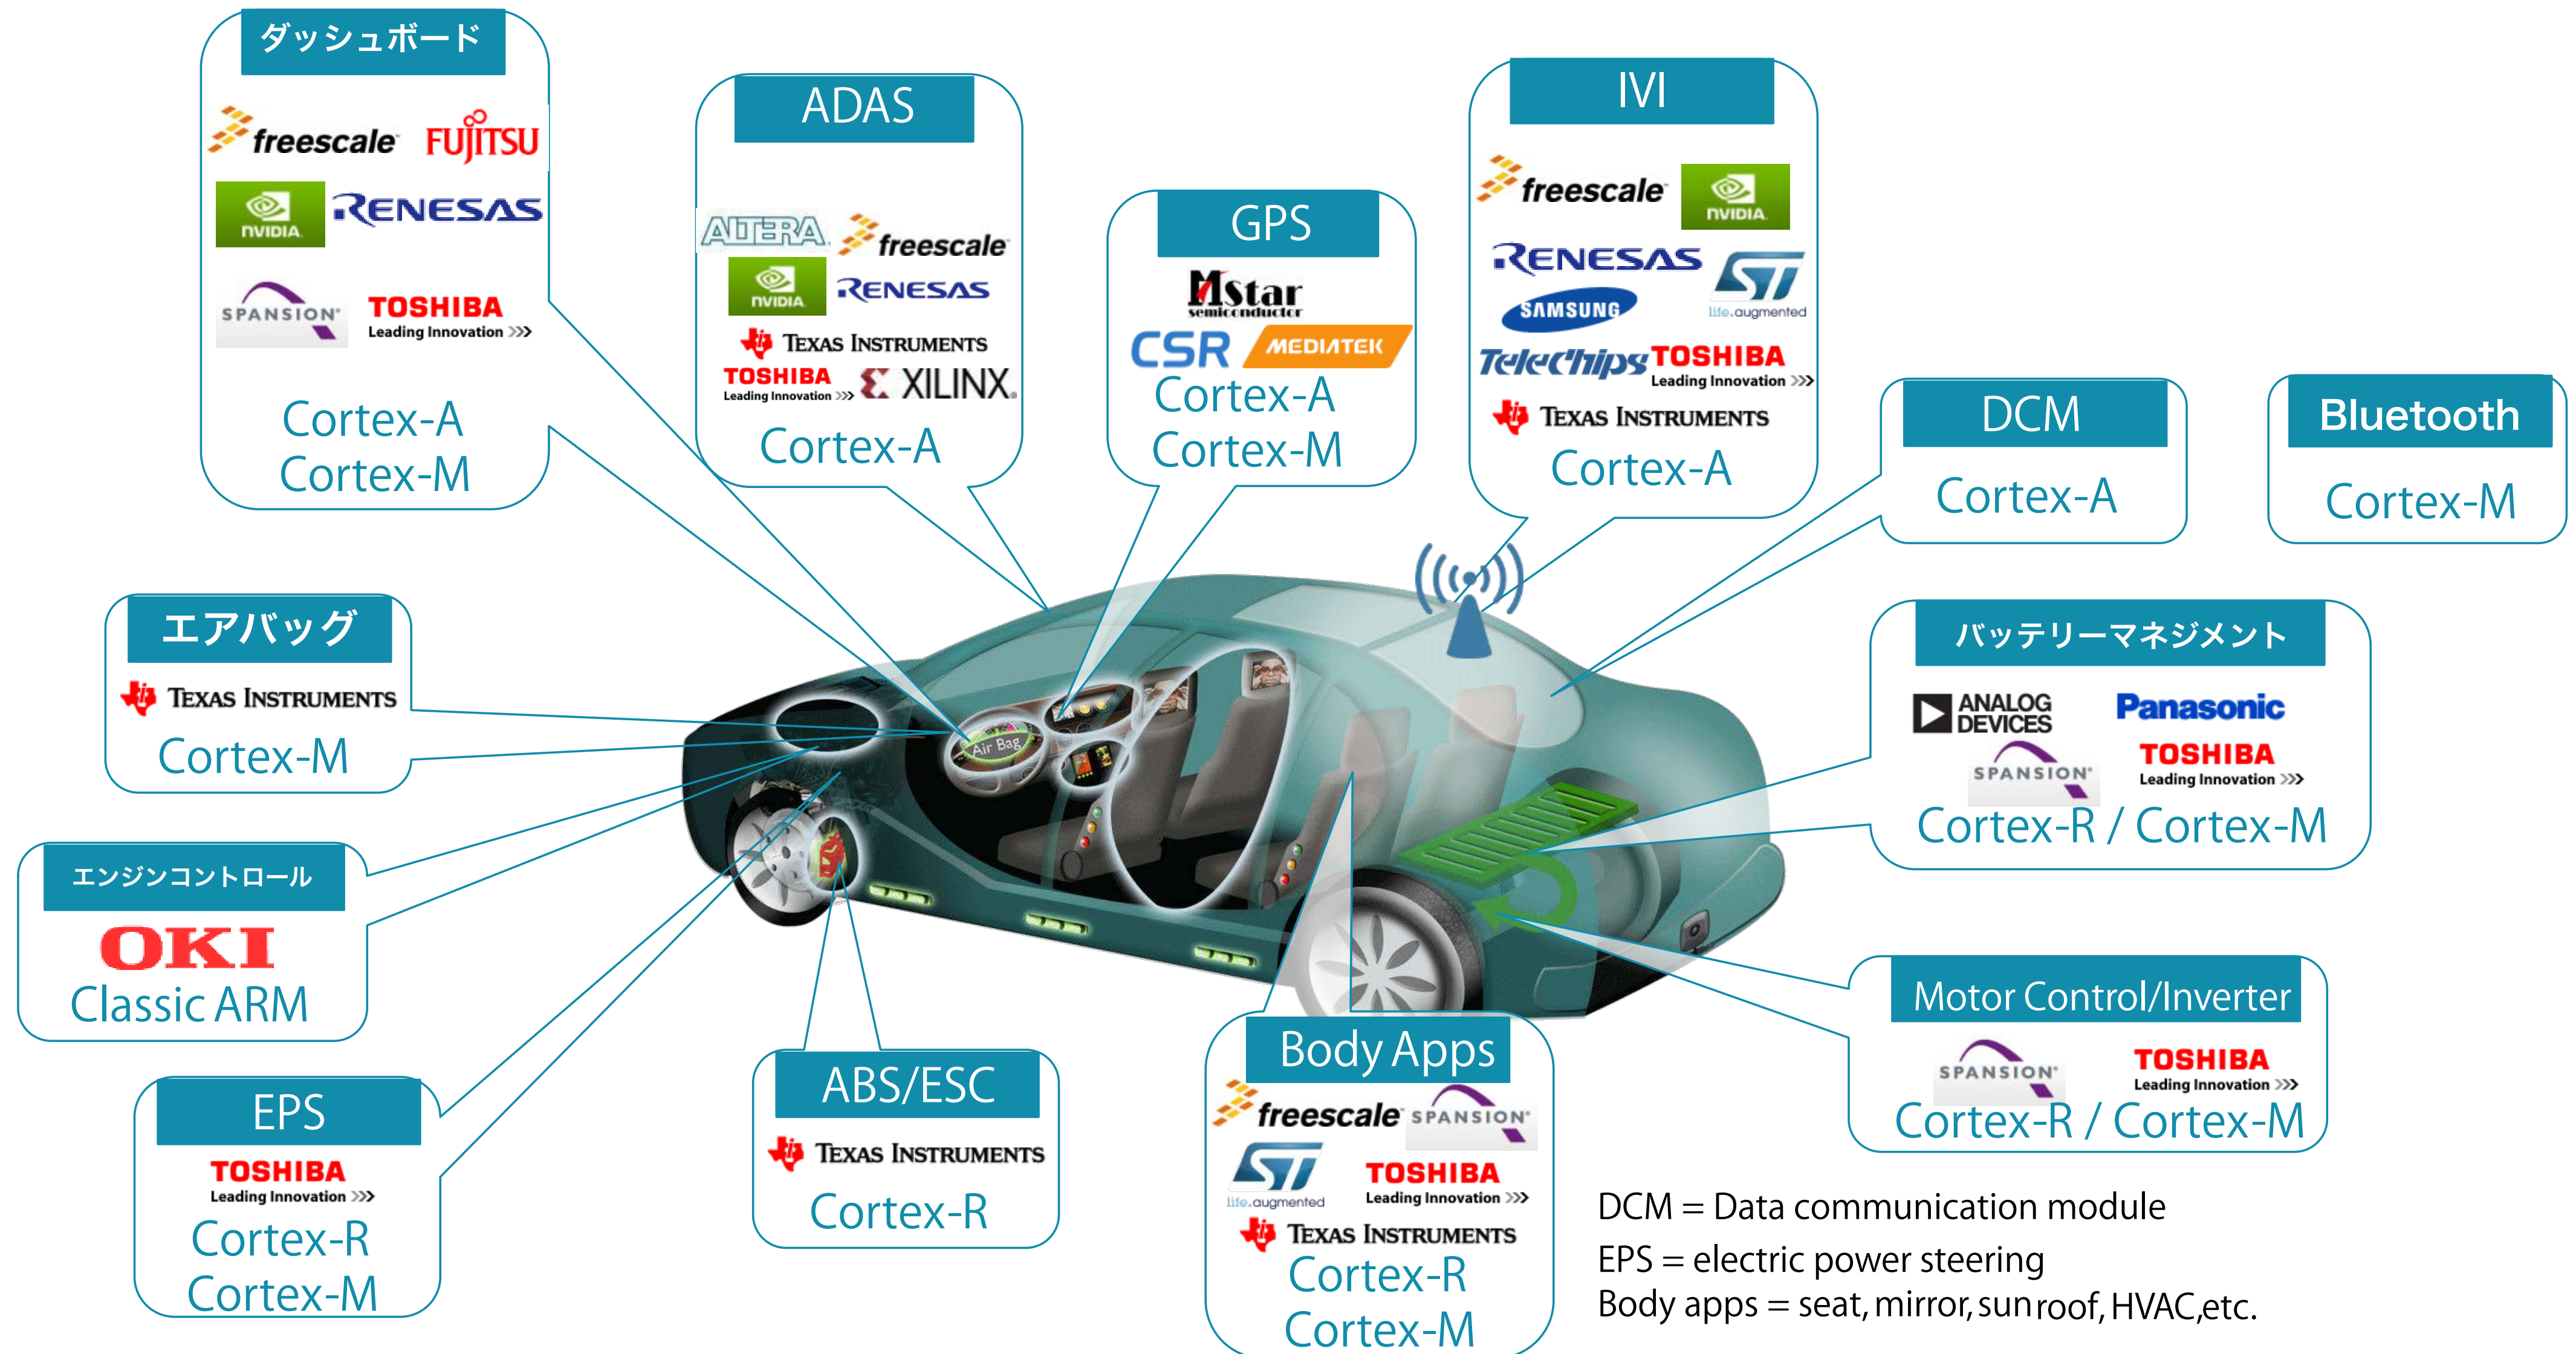 ダッシュボード
freescale™ FUJITSU
NVIDIA. RENESAS
SPANSION® TOSHIBA
Leading Innovation >>>
Cortex-A
Cortex-M
ADAS
ALTERA. freescale™
NVIDIA. RENESAS
TEXAS INSTRUMENTS
TOSHIBA
Leading Innovation >>> XILINX®
Cortex-A
GPS
MStar
semiconductor
CSR MEDIATEK
Cortex-A
Cortex-M
IVI
freescale™ NVIDIA.
RENESAS ST
life.augmented
SAMSUNG
TeleChips TOSHIBA
Leading Innovation >>>
TEXAS INSTRUMENTS
Cortex-A
DCM
Cortex-A
Bluetooth
Cortex-M
エアバッグ
TEXAS INSTRUMENTS
Cortex-M
Air Bag
バッテリーマネジメント
ANALOG
DEVICES Panasonic
SPANSION® TOSHIBA
Leading Innovation >>>
Cortex-R / Cortex-M
エンジンコントロール
OKI
Classic ARM
EPS
TOSHIBA
Leading Innovation >>>
Cortex-R
Cortex-M
ABS/ESC
TEXAS INSTRUMENTS
Cortex-R
Body Apps
freescale™ SPANSION®
ST
life.augmented
TOSHIBA
Leading Innovation >>>
TEXAS INSTRUMENTS
Cortex-R
Cortex-M
Motor Control/Inverter
SPANSION® TOSHIBA
Leading Innovation >>>
Cortex-R / Cortex-M
DCM = Data communication module
EPS = electric power steering
Body apps = seat, mirror, sunroof, HVAC,etc.